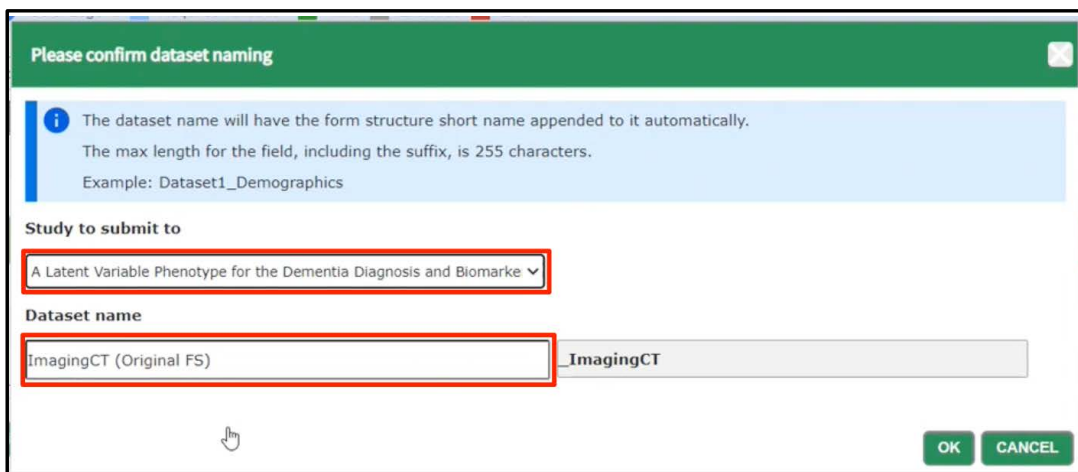 Please confirm dataset naming
The dataset name will have the form structure short name appended to it automatically.
The max length for the field, including the suffix, is 255 characters.
Example: Dataset1_Demographics
Study to submit to
A Latent Variable Phenotype for the Dementia Diagnosis and Biomarke
Dataset name
ImagingCT (Original FS) _ImagingCT
OK CANCEL